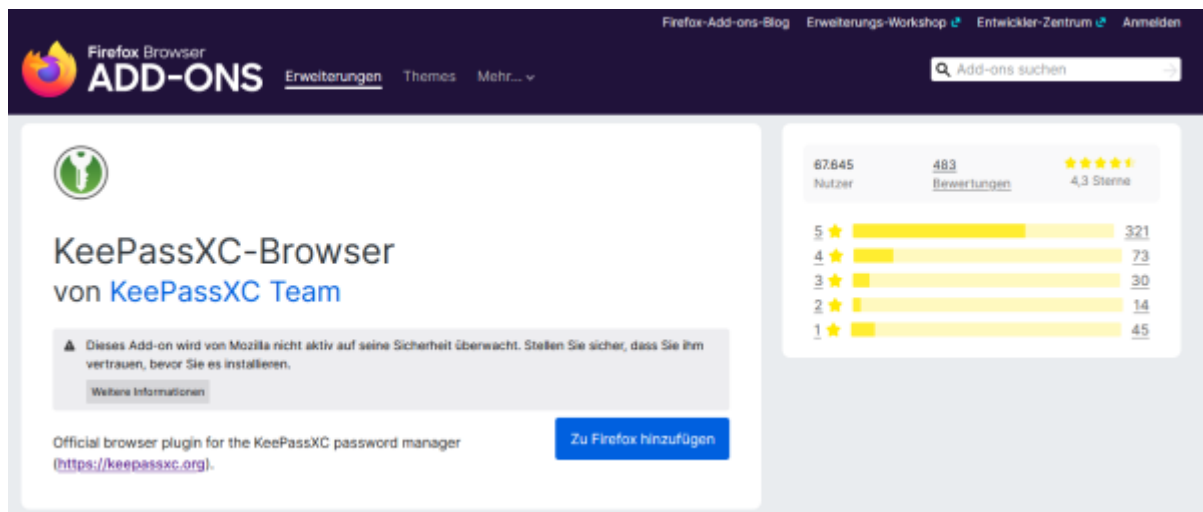 Firefox-Add-ons-Blog Erweiterungs-Workshop Entwickler-Zentrum Anmelden
Firefox Browser
ADD-ONS Erweiterungen Themes Mehr... Add-ons suchen
KeePassXC-Browser
von KeePassXC Team
Dieses Add-on wird von Mozilla nicht aktiv auf seine Sicherheit überwacht. Stellen Sie sicher, dass Sie ihm
vertrauen, bevor Sie es installieren.
Weitere Informationen
Official browser plugin for the KeePassXC password manager
(https://keepassxc.org).
Zu Firefox hinzufügen
67.645 483
Nutzer Bewertungen 4,3 Sterne
5 321
4 73
3 30
2 14
1 45